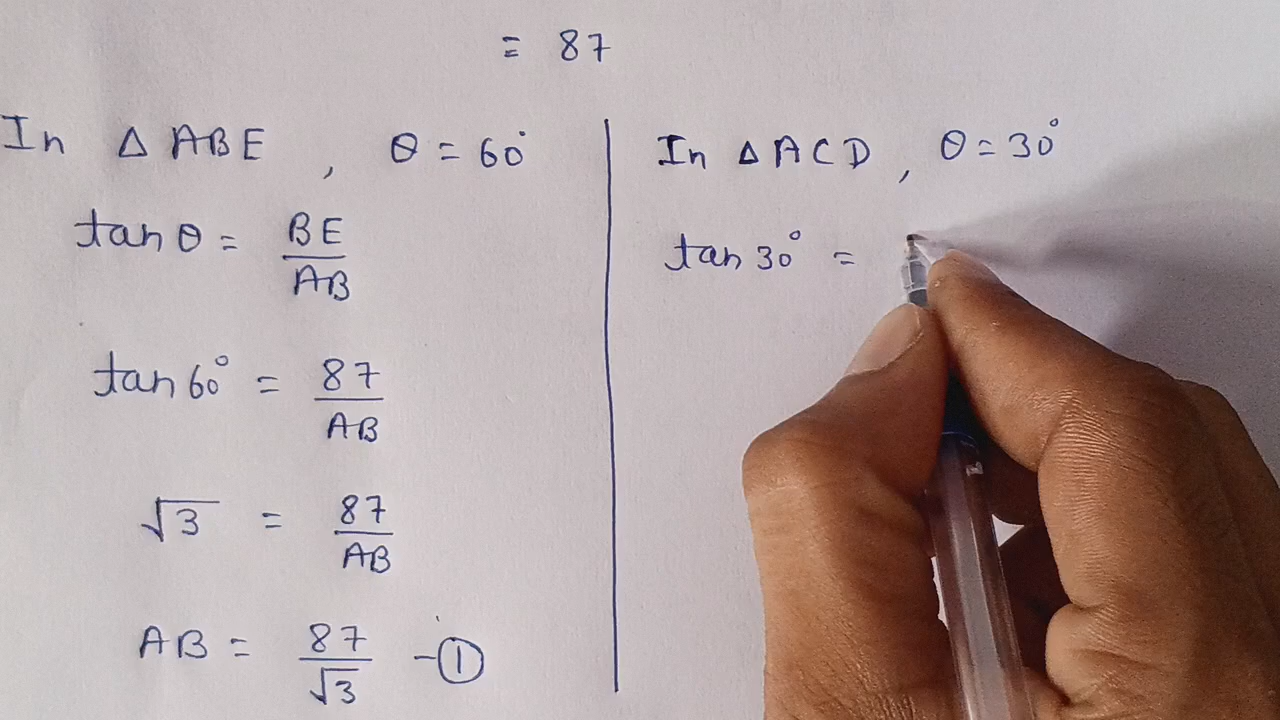 = 87
In △ ABE , θ = 60°
tan θ = BE/AB
tan 60° = 87/AB
√3 = 87/AB
AB = 87/√3 -①
In △ ACD , θ = 30°
tan 30° =